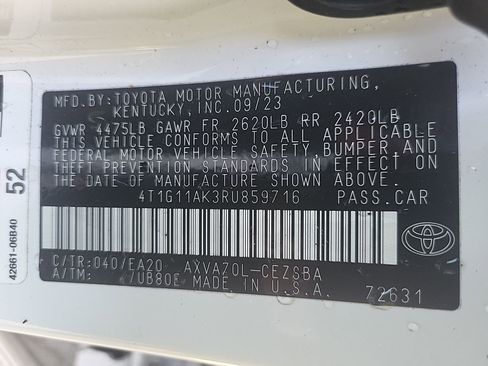 MFD.BY:TOYOTA MOTOR MANUFACTURING,
KENTUCKY, INC.09/23
GVWR 4475LB GAWR FR 2620LB RR 2420LB
THIS VEHICLE CONFORMS TO ALL APPLICABLE
FEDERAL MOTOR VEHICLE SAFETY, BUMPER AND
THEFT PREVENTION STANDARDS IN EFFECT ON
THE DATE OF MANUFACTURE SHOWN ABOVE.
4T1G11AK3RU859716 PASS.CAR
C/TR:040/EA20 AXVA70L-CEZSBA
A/TM: /UB80E MADE IN U.S.A. 72631
42661-06B40
52